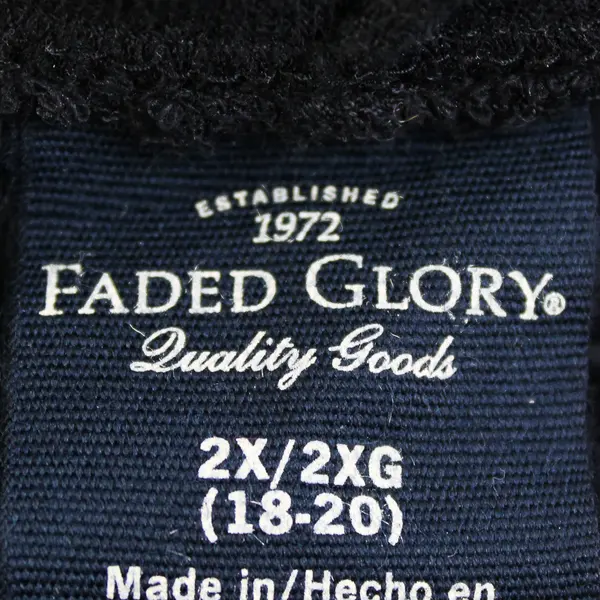 ESTABLISHED
1972
FADED GLORY®
Quality Goods
2X/2XG
(18-20)
Made in/Hecho en